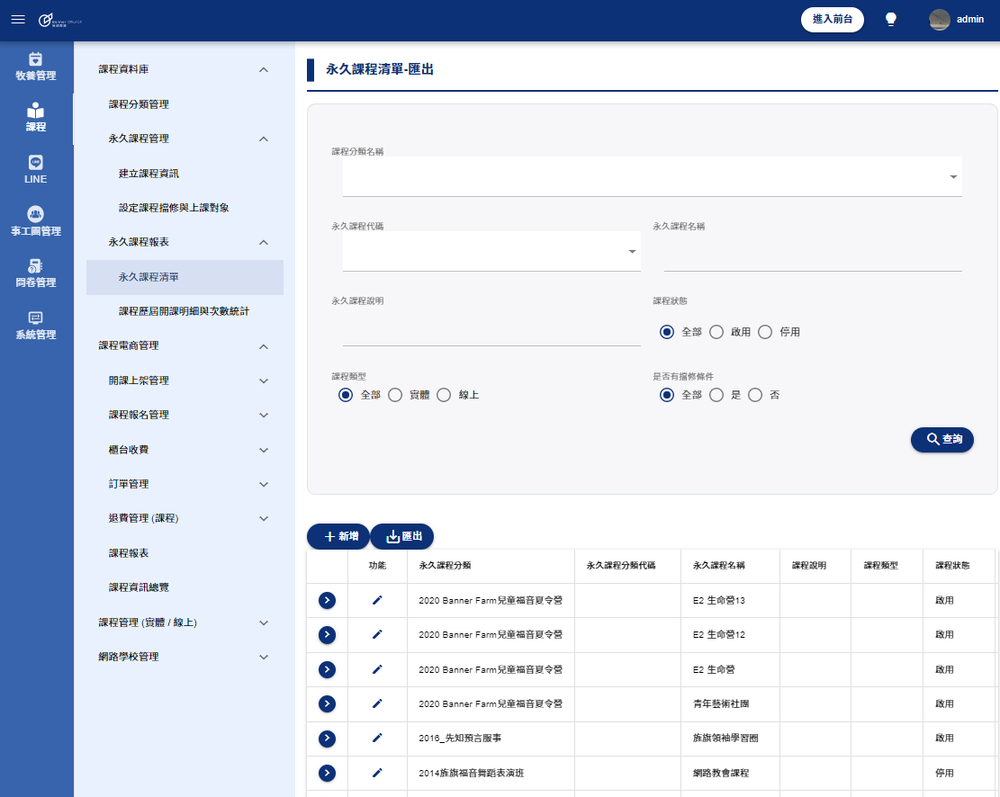 Banner Church
旌旗教會
進入前台
admin
牧養管理
課程
LINE
事工團管理
問卷管理
系統管理
課程資料庫
課程分類管理
永久課程管理
建立課程資訊
設定課程擋修與上課對象
永久課程報表
永久課程清單
課程歷屆開課明細與次數統計
課程電商管理
開課上架管理
課程報名管理
櫃台收費
訂單管理
退費管理 (課程)
課程報表
課程資訊總覽
課程管理 (實體 / 線上)
網路學校管理
永久課程清單-匯出
課程分類名稱
永久課程代碼 永久課程名稱
永久課程說明 課程狀態
全部 啟用 停用
課程類型 是否有擋修條件
全部 實體 線上 全部 是 否
查詢
新增 匯出
功能 永久課程分類 永久課程分類代碼 永久課程名稱 課程說明 課程類型 課程狀態
2020 Banner Farm兒童福音夏令營 E2 生命營13 啟用
2020 Banner Farm兒童福音夏令營 E2 生命營12 啟用
2020 Banner Farm兒童福音夏令營 E2 生命營 啟用
2020 Banner Farm兒童福音夏令營 青年藝術社團 啟用
2016_先知預言服事 旌旗領袖學習圈 啟用
2014旌旗福音舞蹈表演班 網路教會課程 停用